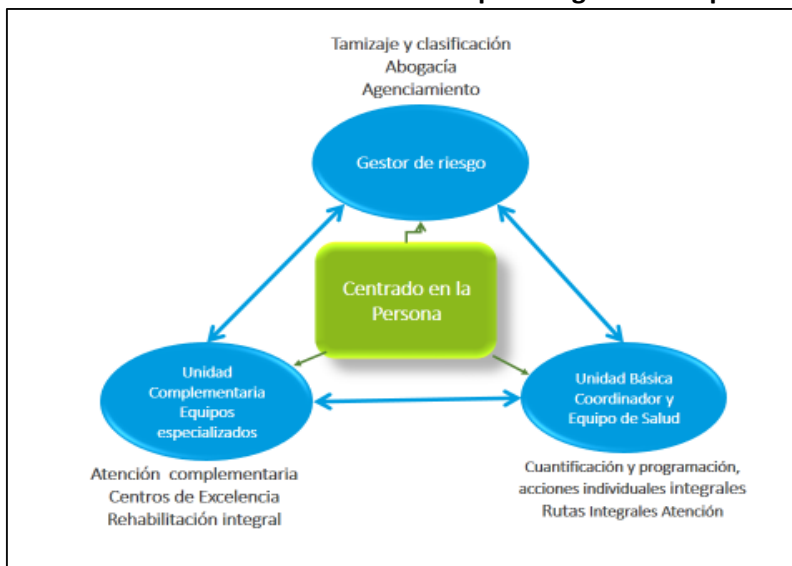 Tamizaje y clasificación
Abogacía
Agenciamiento
Gestor de riesgo
Centrado en la
Persona
Unidad
Complementaria
Equipos
especializados
Unidad Básica
Coordinador y
Equipo de Salud
Atención complementaria
Centros de Excelencia
Rehabilitación integral
Cuantificación y programación,
acciones individuales integrales
Rutas Integrales Atención